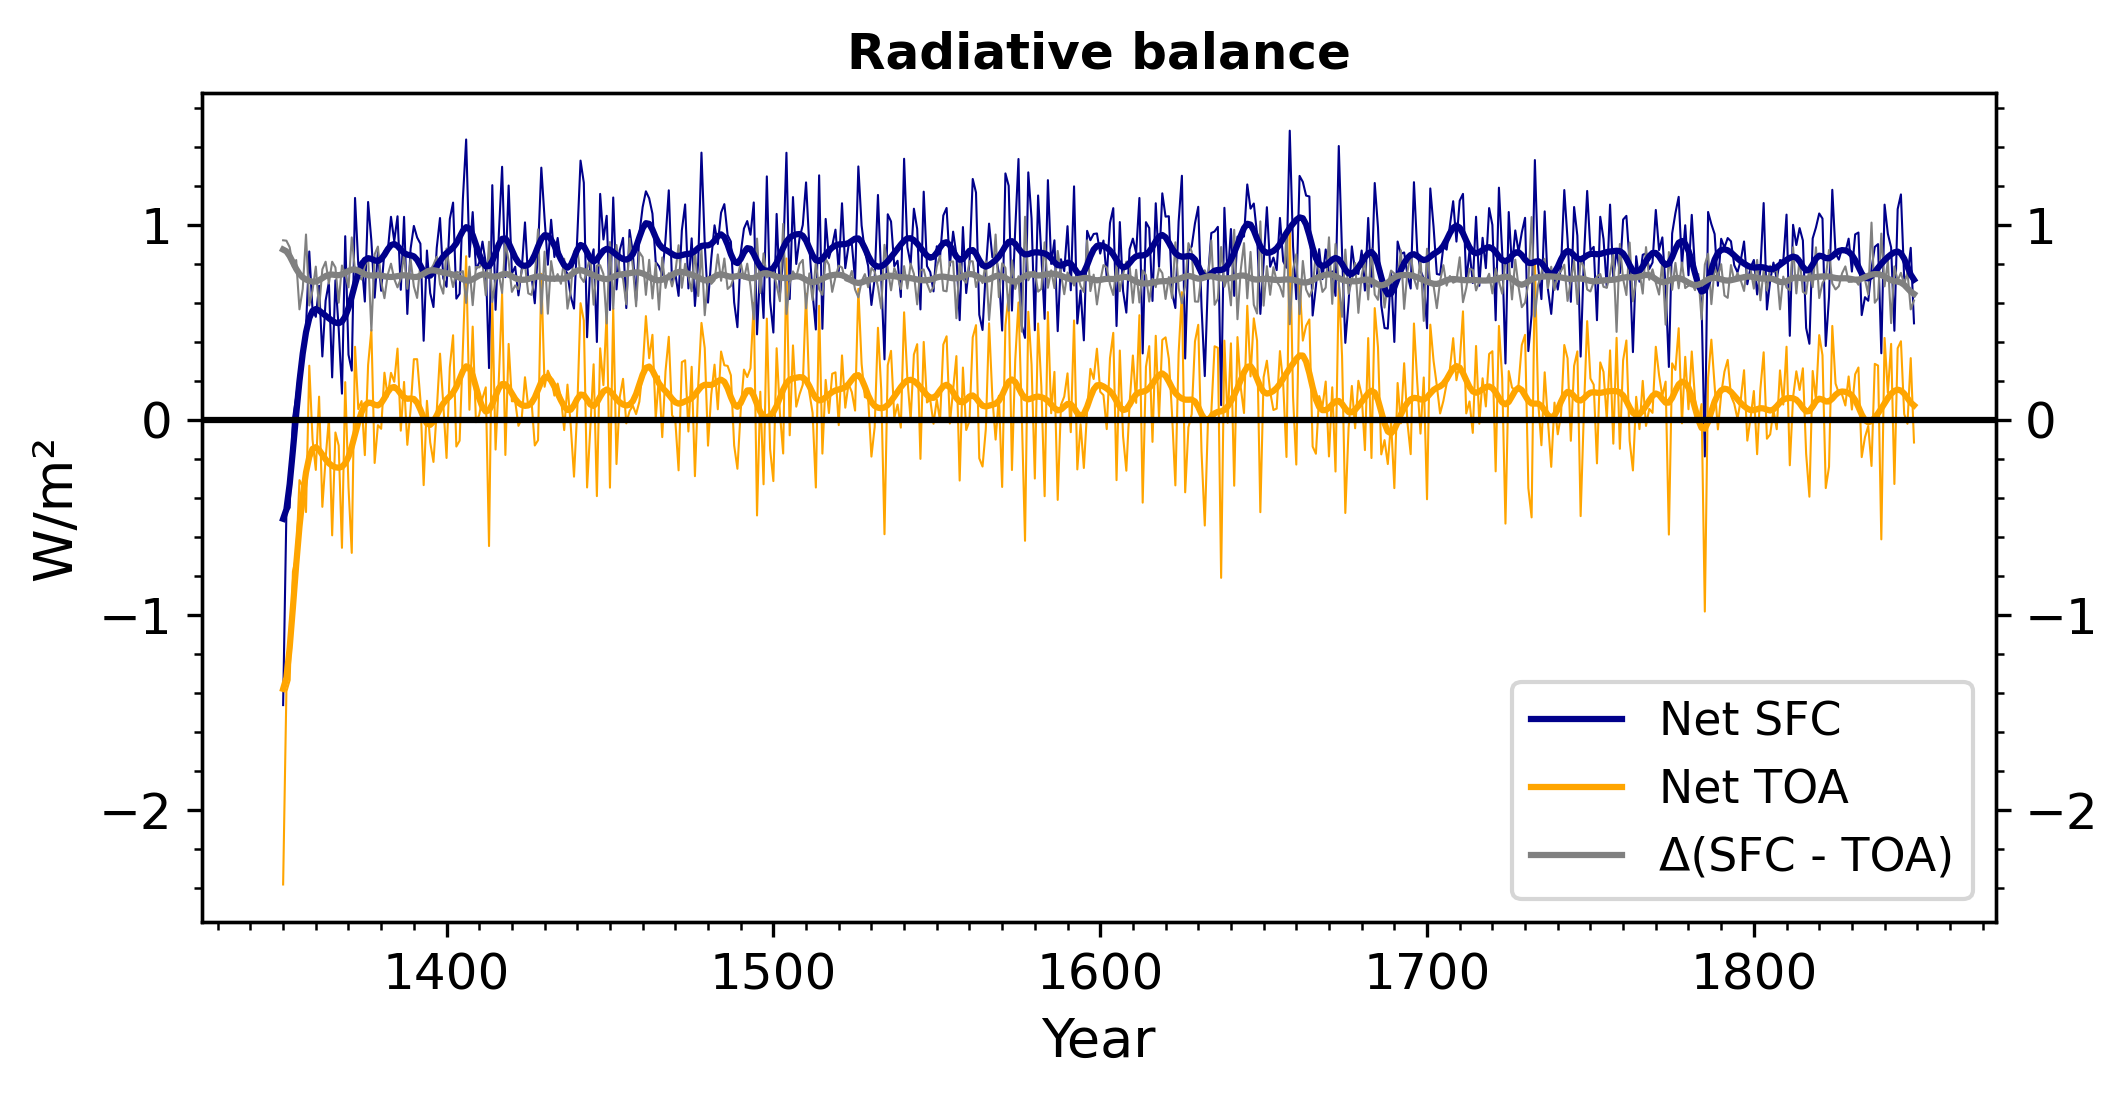 Radiative balance
W/m²
1
0
−1
−2
1
0
−1
−2
1400 1500 1600 1700 1800
Year
Net SFC
Net TOA
Δ(SFC - TOA)